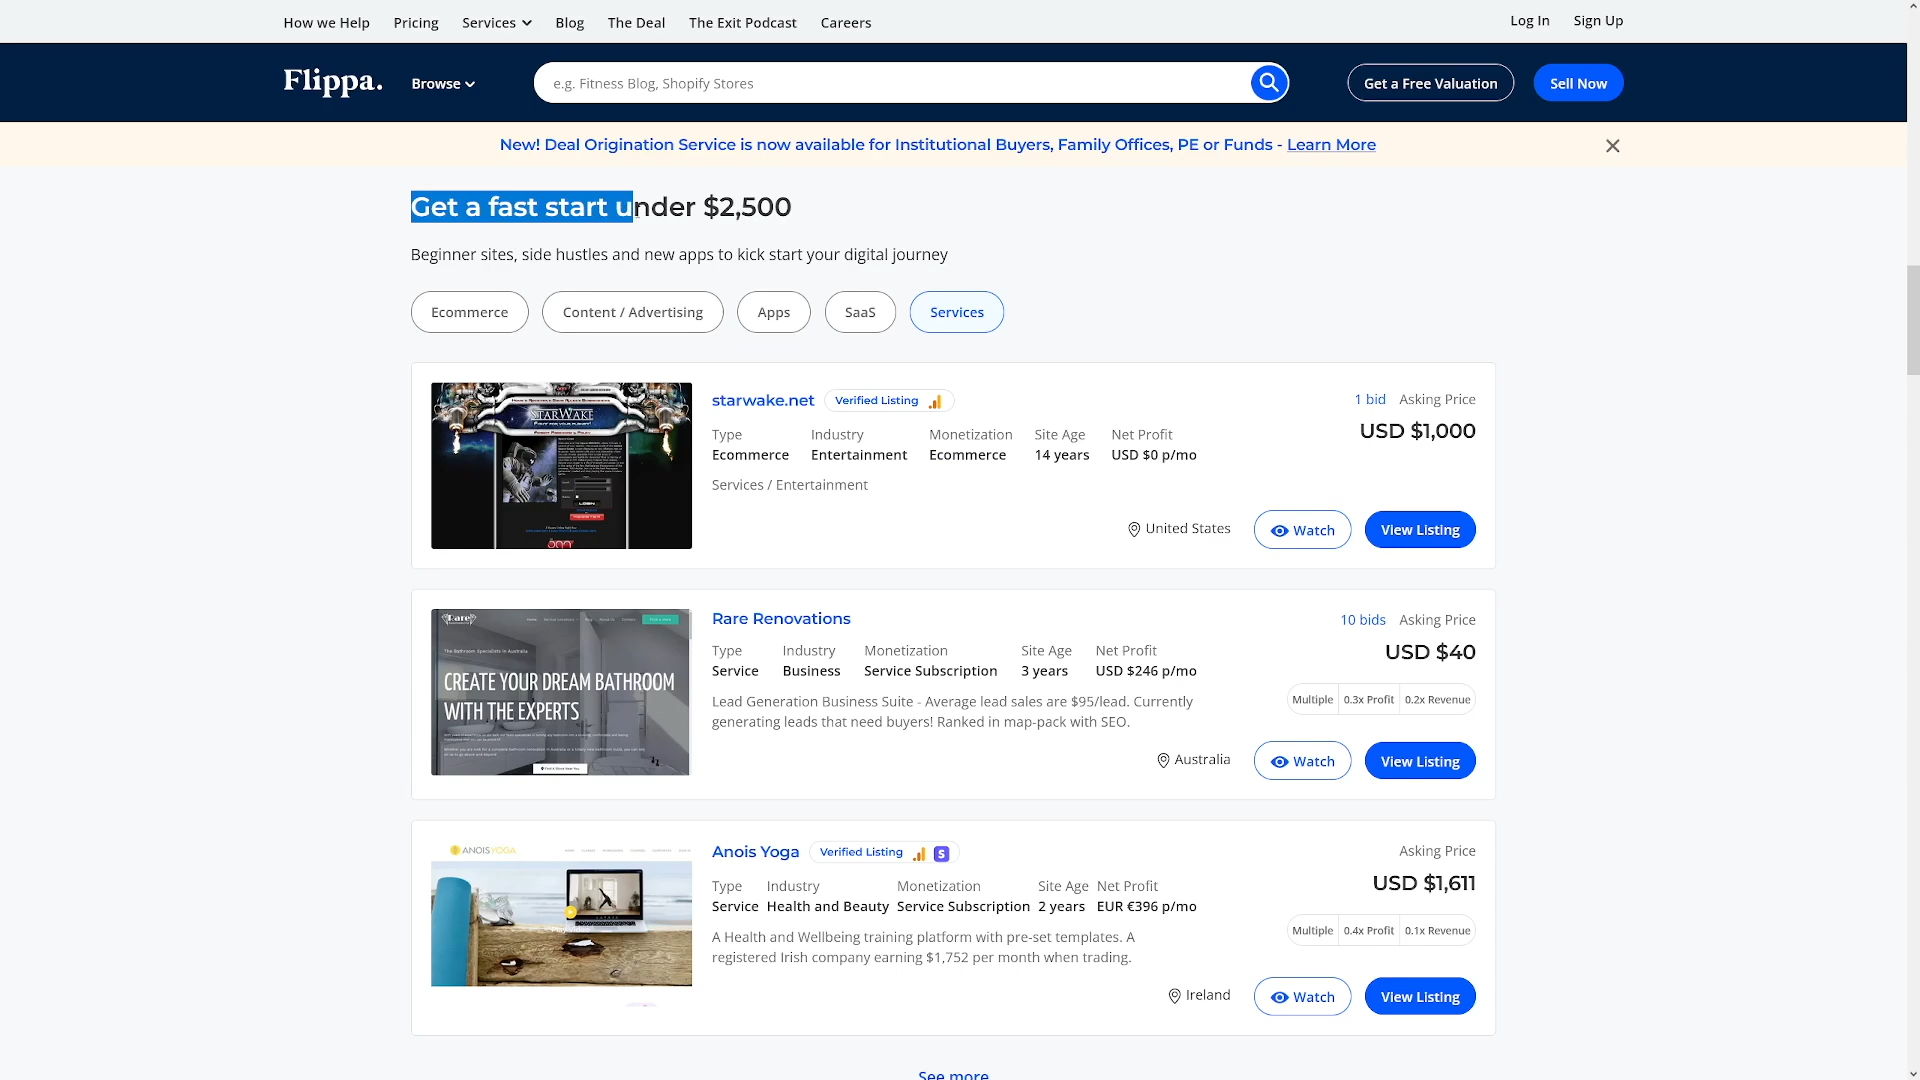 How we Help Pricing Services Blog The Deal The Exit Podcast Careers Log In Sign Up
Flippa. Browse e.g. Fitness Blog, Shopify Stores Get a Free Valuation Sell Now
New! Deal Origination Service is now available for Institutional Buyers, Family Offices, PE or Funds - Learn More
Get a fast start under $2,500
Beginner sites, side hustles and new apps to kick start your digital journey
Ecommerce Content / Advertising Apps SaaS Services
STARWAKE
starwake.net Verified Listing 1 bid Asking Price
USD $1,000
Type Industry Monetization Site Age Net Profit
Ecommerce Entertainment Ecommerce 14 years USD $0 p/mo
Services / Entertainment
United States Watch View Listing
Rare
The Bathroom Specialists in Australia
CREATE YOUR DREAM BATHROOM
WITH THE EXPERTS
Rare Renovations 10 bids Asking Price
USD $40
Type Industry Monetization Site Age Net Profit
Service Business Service Subscription 3 years USD $246 p/mo
Multiple 0.3x Profit 0.2x Revenue
Lead Generation Business Suite - Average lead sales are $95/lead. Currently
generating leads that need buyers! Ranked in map-pack with SEO.
Australia Watch View Listing
ANOIS YOGA
Anois Yoga Verified Listing S Asking Price
USD $1,611
Type Industry Monetization Site Age Net Profit
Service Health and Beauty Service Subscription 2 years EUR €396 p/mo
Multiple 0.4x Profit 0.1x Revenue
A Health and Wellbeing training platform with pre-set templates. A
registered Irish company earning $1,752 per month when trading.
Ireland Watch View Listing
See more